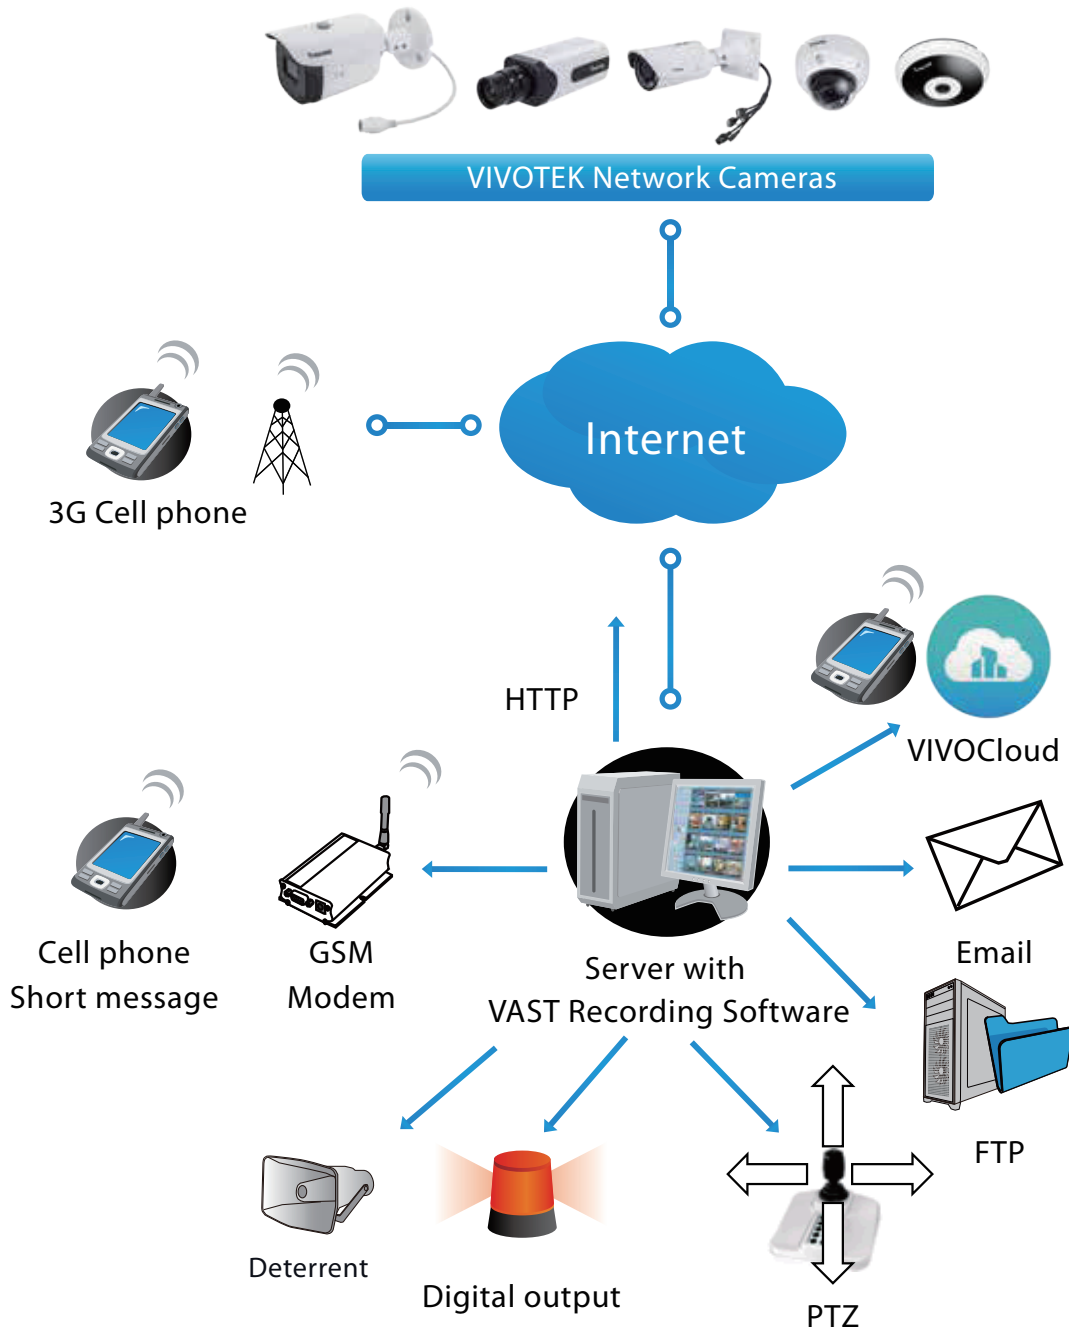 VIVOTEK Network Cameras
Internet
3G Cell phone
HTTP
VIVOCloud
Cell phone
Short message
GSM
Modem
Server with
VAST Recording Software
Email
FTP
Deterrent
Digital output
PTZ